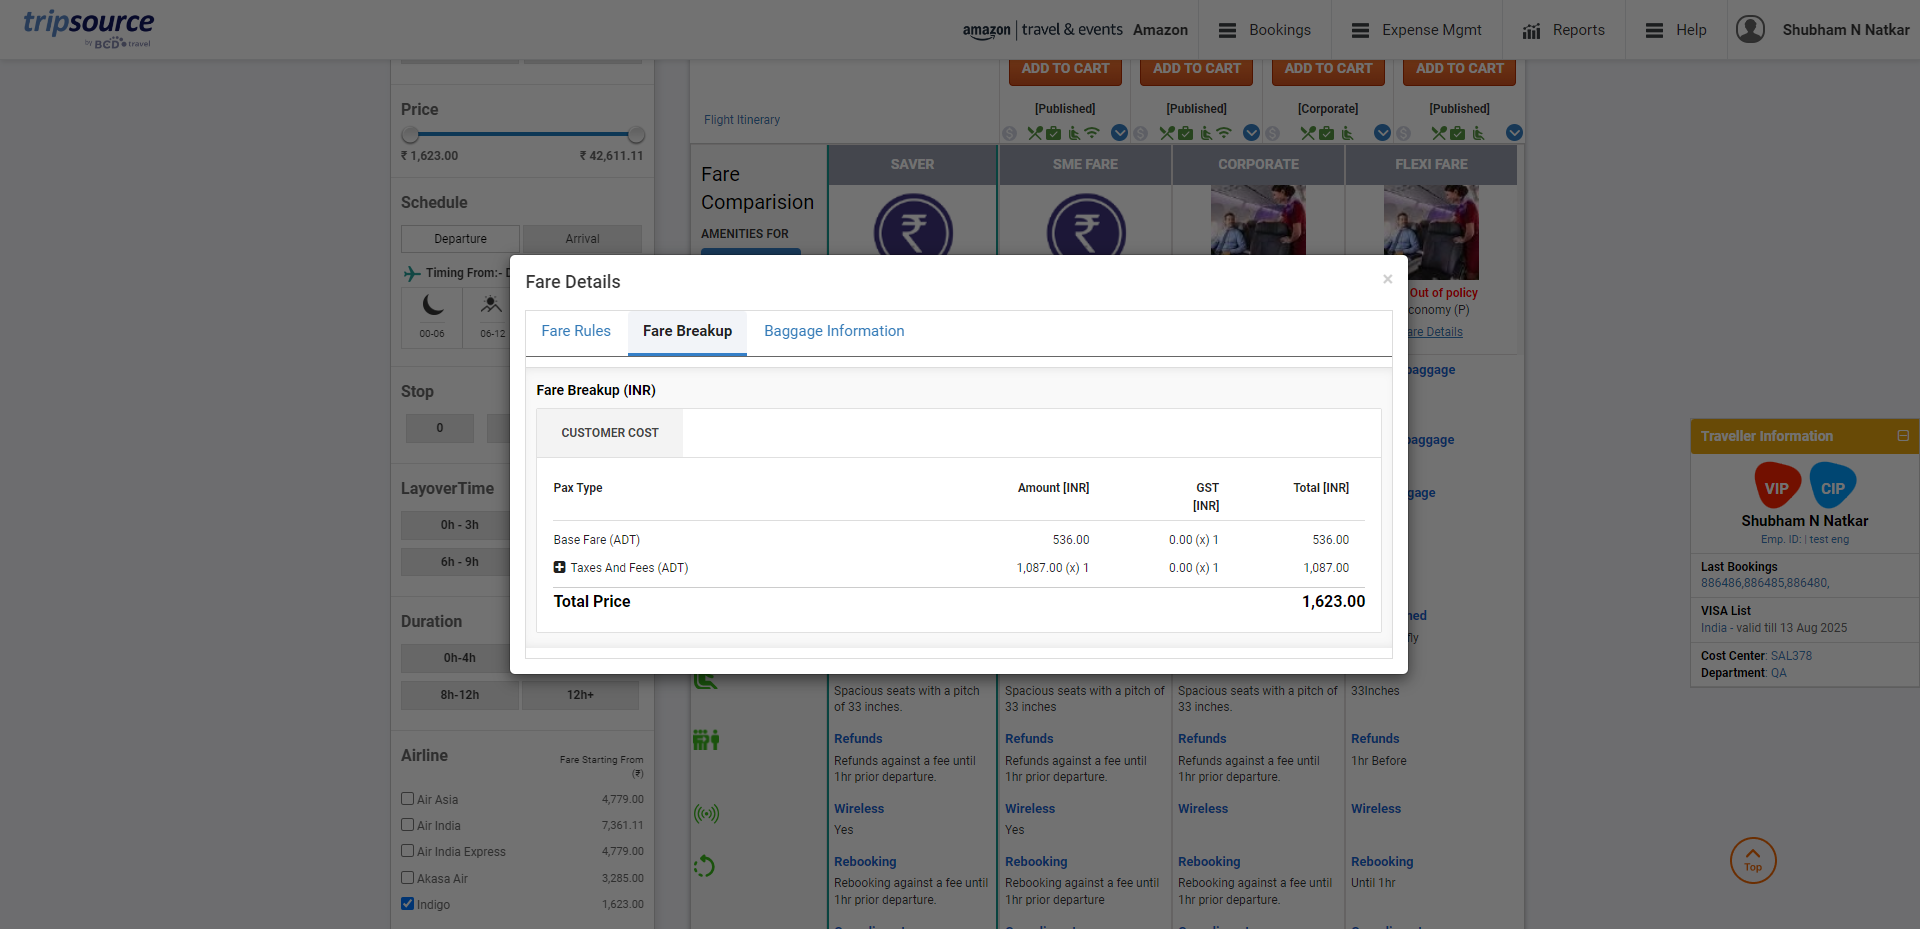 tripsource
by BCD travel
amazon | travel & events Amazon
Bookings
Expense Mgmt
Reports
Help
Shubham N Natkar
Price
₹ 1,623.00 ₹ 42,611.11
Schedule
Departure Arrival
Timing From:- D
00-06 06-12
Stop
0
LayoverTime
0h - 3h
6h - 9h
Duration
0h-4h
8h-12h 12h+
Airline Fare Starting From
(₹)
Air Asia 4,779.00
Air India 7,361.11
Air India Express 4,779.00
Akasa Air 3,285.00
Indigo 1,623.00
ADD TO CART ADD TO CART ADD TO CART ADD TO CART
[Published] [Published] [Corporate] [Published]
Flight Itinerary
Fare
Comparision
AMENITIES FOR
SAVER SME FARE CORPORATE FLEXI FARE
Out of policy
conomy (P)
are Details
baggage
baggage
gage
ned
fly
Fare Details ×
Fare Rules Fare Breakup Baggage Information
Fare Breakup (INR)
CUSTOMER COST
Pax Type Amount [INR] GST
[INR] Total [INR]
Base Fare (ADT) 536.00 0.00 (x) 1 536.00
Taxes And Fees (ADT) 1,087.00 (x) 1 0.00 (x) 1 1,087.00
Total Price 1,623.00
Spacious seats with a pitch Spacious seats with a pitch of Spacious seats with a pitch of 33Inches
of 33 inches. 33 inches 33 inches.
Refunds Refunds Refunds Refunds
Refunds against a fee until Refunds against a fee until Refunds against a fee until 1hr Before
1hr prior departure. 1hr prior departure. 1hr prior departure.
Wireless Wireless Wireless Wireless
Yes Yes
Rebooking Rebooking Rebooking Rebooking
Rebooking against a fee until Rebooking against a fee until Rebooking against a fee until Until 1hr
1hr prior departure. 1hr prior departure 1hr prior departure.
Traveller Information
VIP CIP
Shubham N Natkar
Emp. ID: | test eng
Last Bookings
886486,886485,886480,
VISA List
India - valid till 13 Aug 2025
Cost Center: SAL378
Department: QA
Top